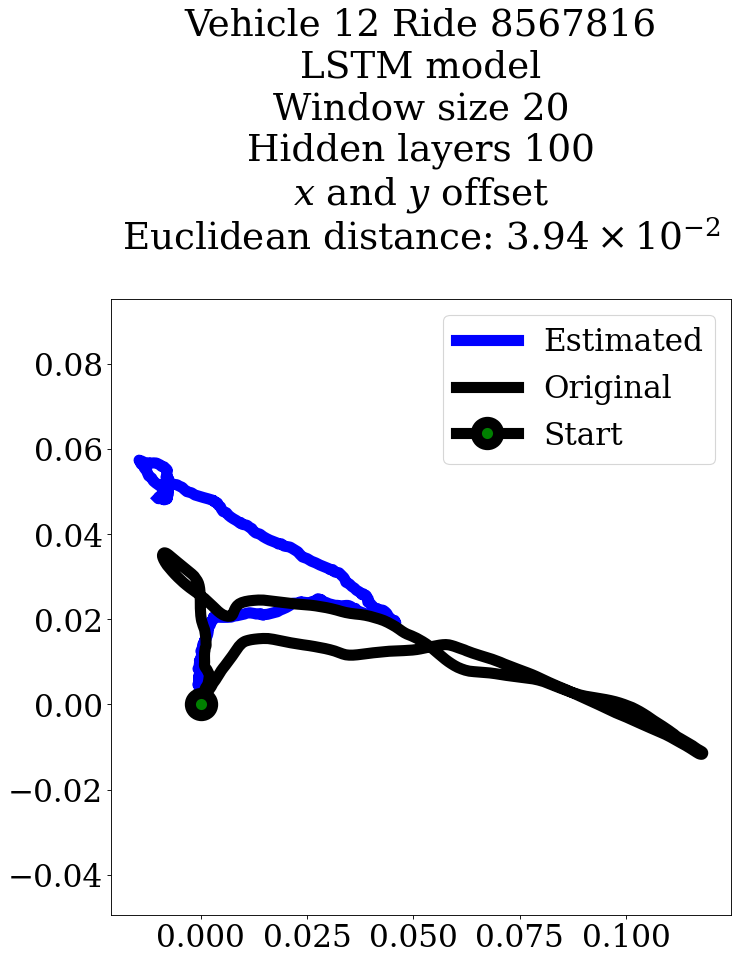 Vehicle 12 Ride 8567816
LSTM model
Window size 20
Hidden layers 100
x and y offset
Euclidean distance: 3.94 × 10⁻²
Estimated
Original
Start
0.08
0.06
0.04
0.02
0.00
−0.02
−0.04
0.000 0.025 0.050 0.075 0.100